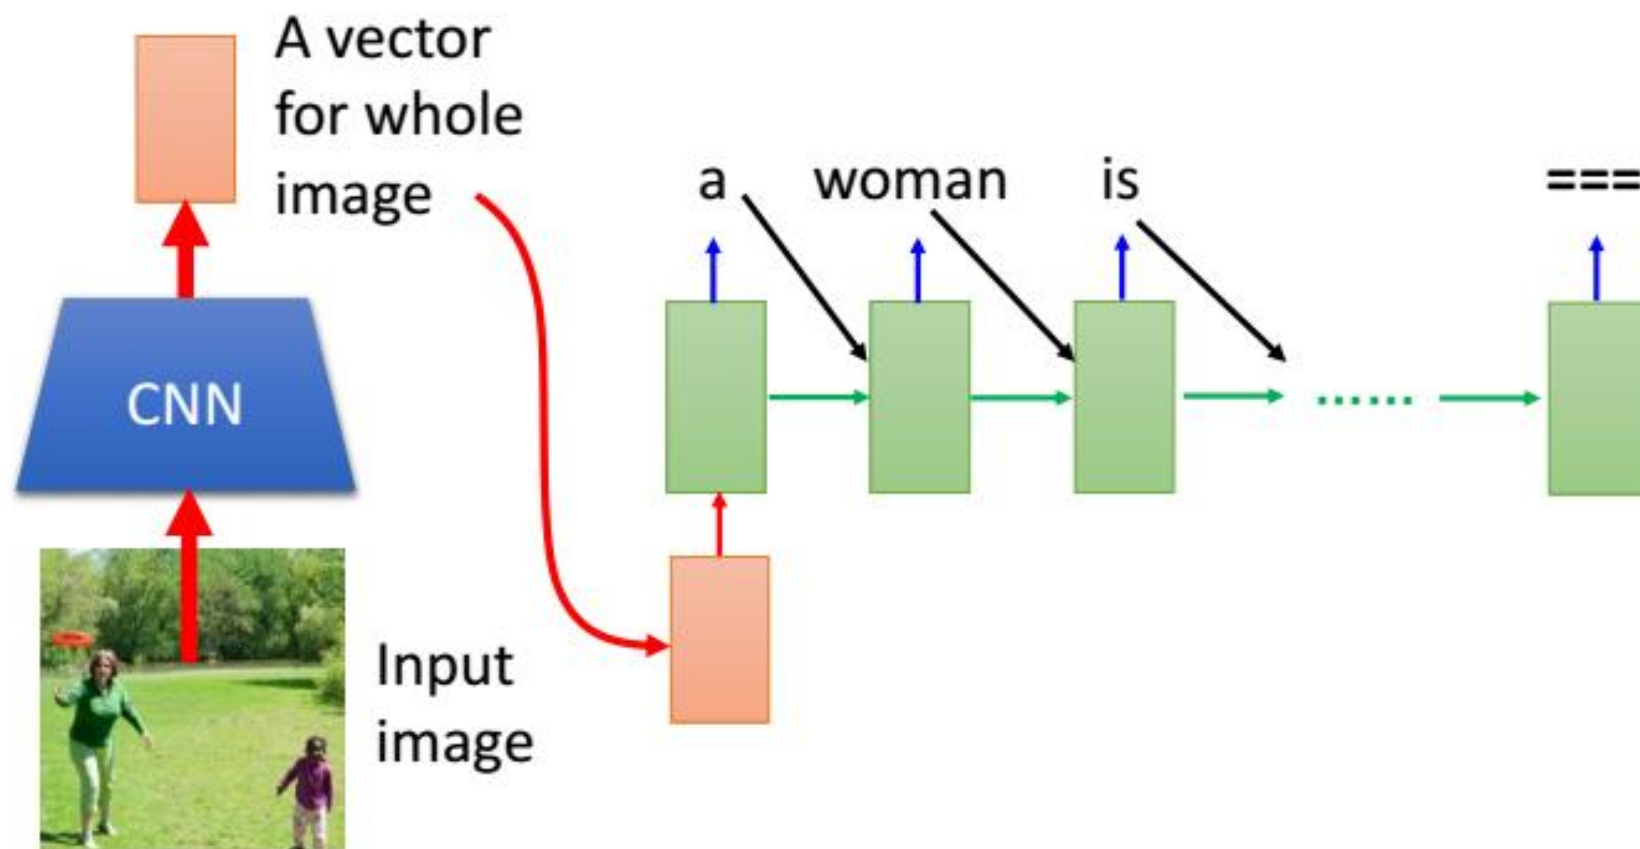 A vector
for whole
image
a woman is ===
CNN
......
Input
image